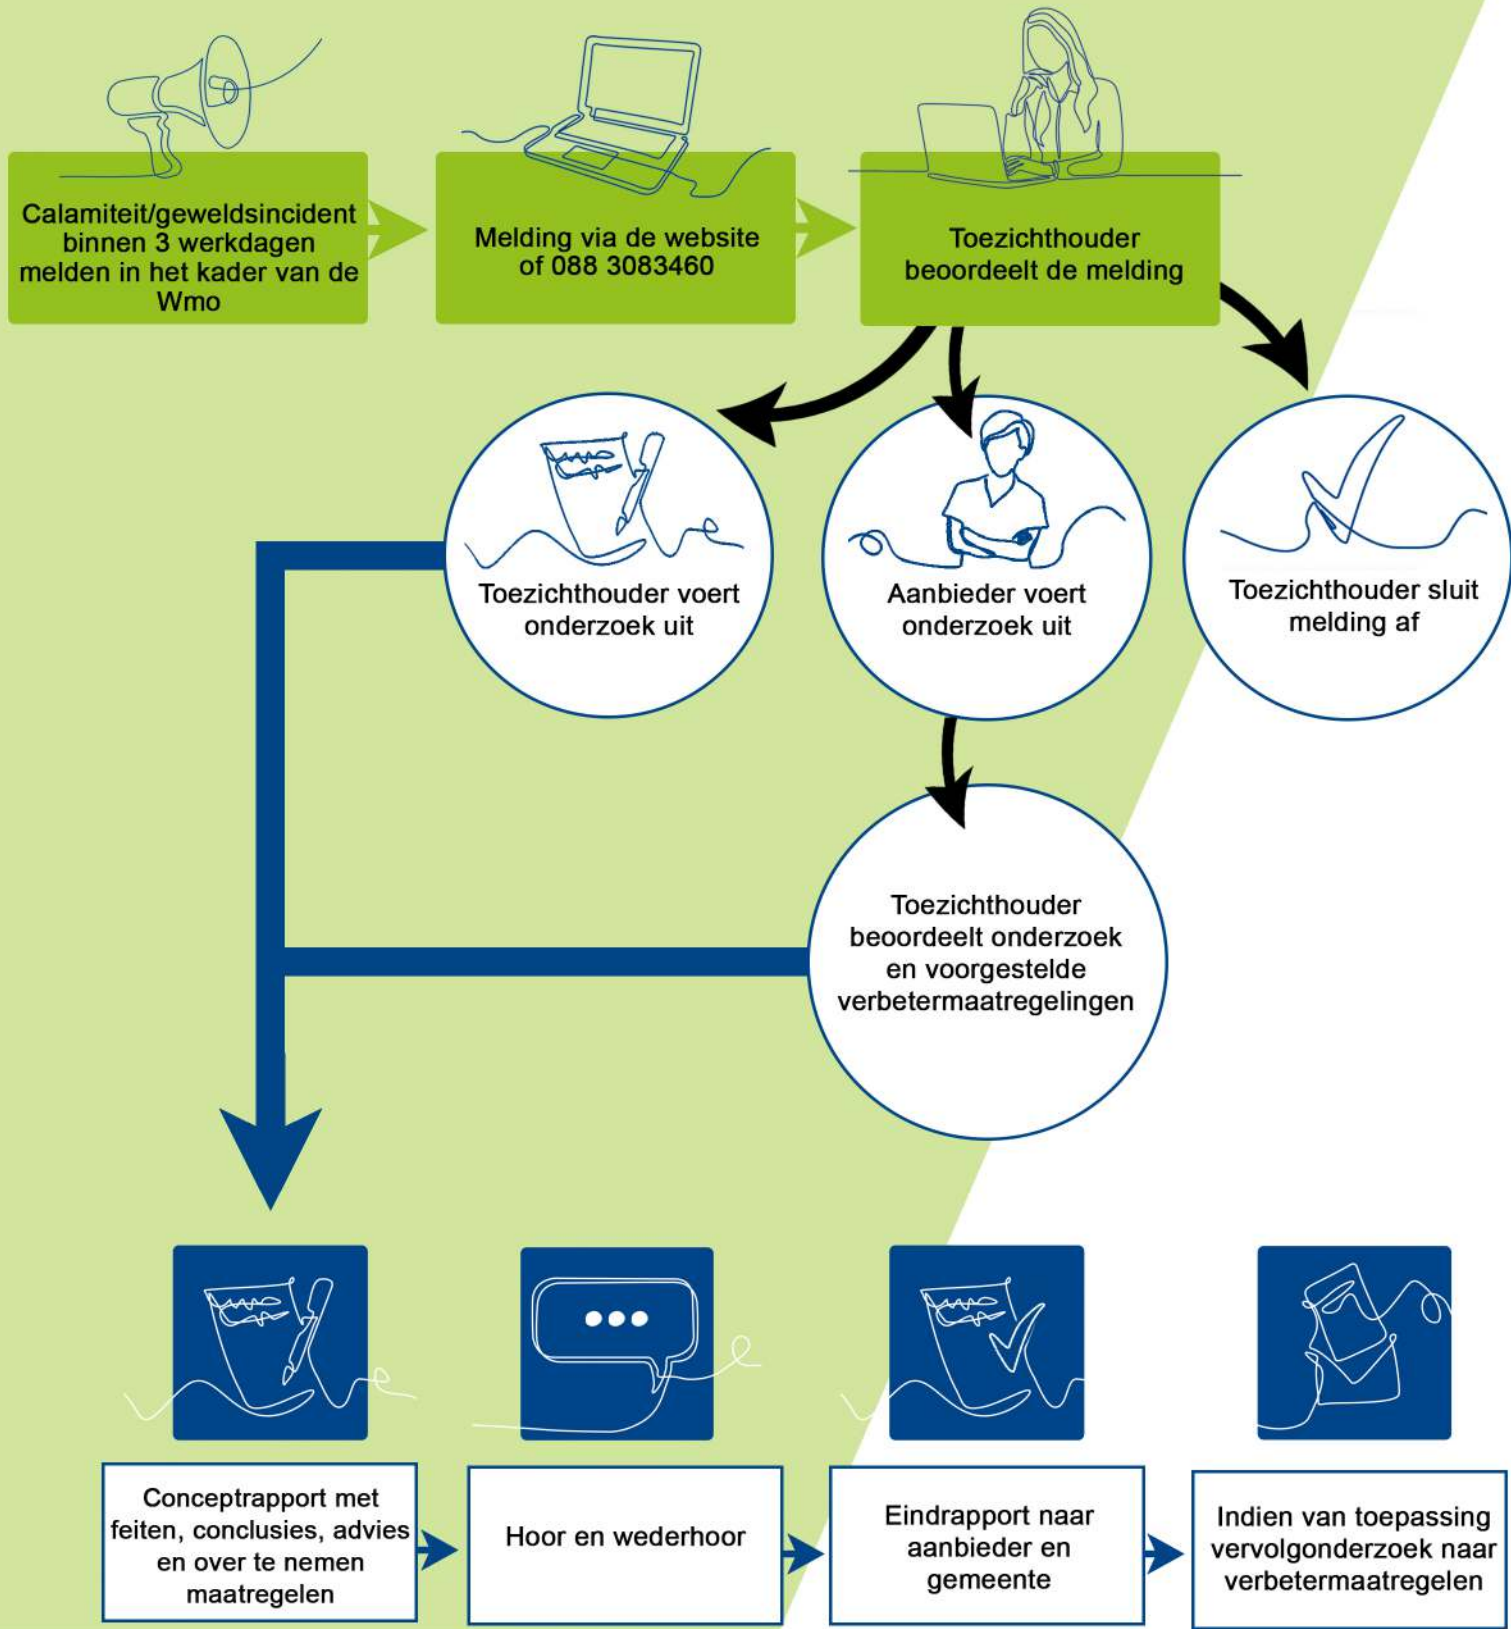 Calamiteit/geweldsincident
binnen 3 werkdagen
melden in het kader van de
Wmo
Melding via de website
of 088 3083460
Toezichthouder
beoordeelt de melding
Toezichthouder voert
onderzoek uit
Aanbieder voert
onderzoek uit
Toezichthouder sluit
melding af
Toezichthouder
beoordeelt onderzoek
en voorgestelde
verbetermaatregelingen
Conceptrapport met
feiten, conclusies, advies
en over te nemen
maatregelen
Hoor en wederhoor
Eindrapport naar
aanbieder en
gemeente
Indien van toepassing
vervolgonderzoek naar
verbetermaatregelen